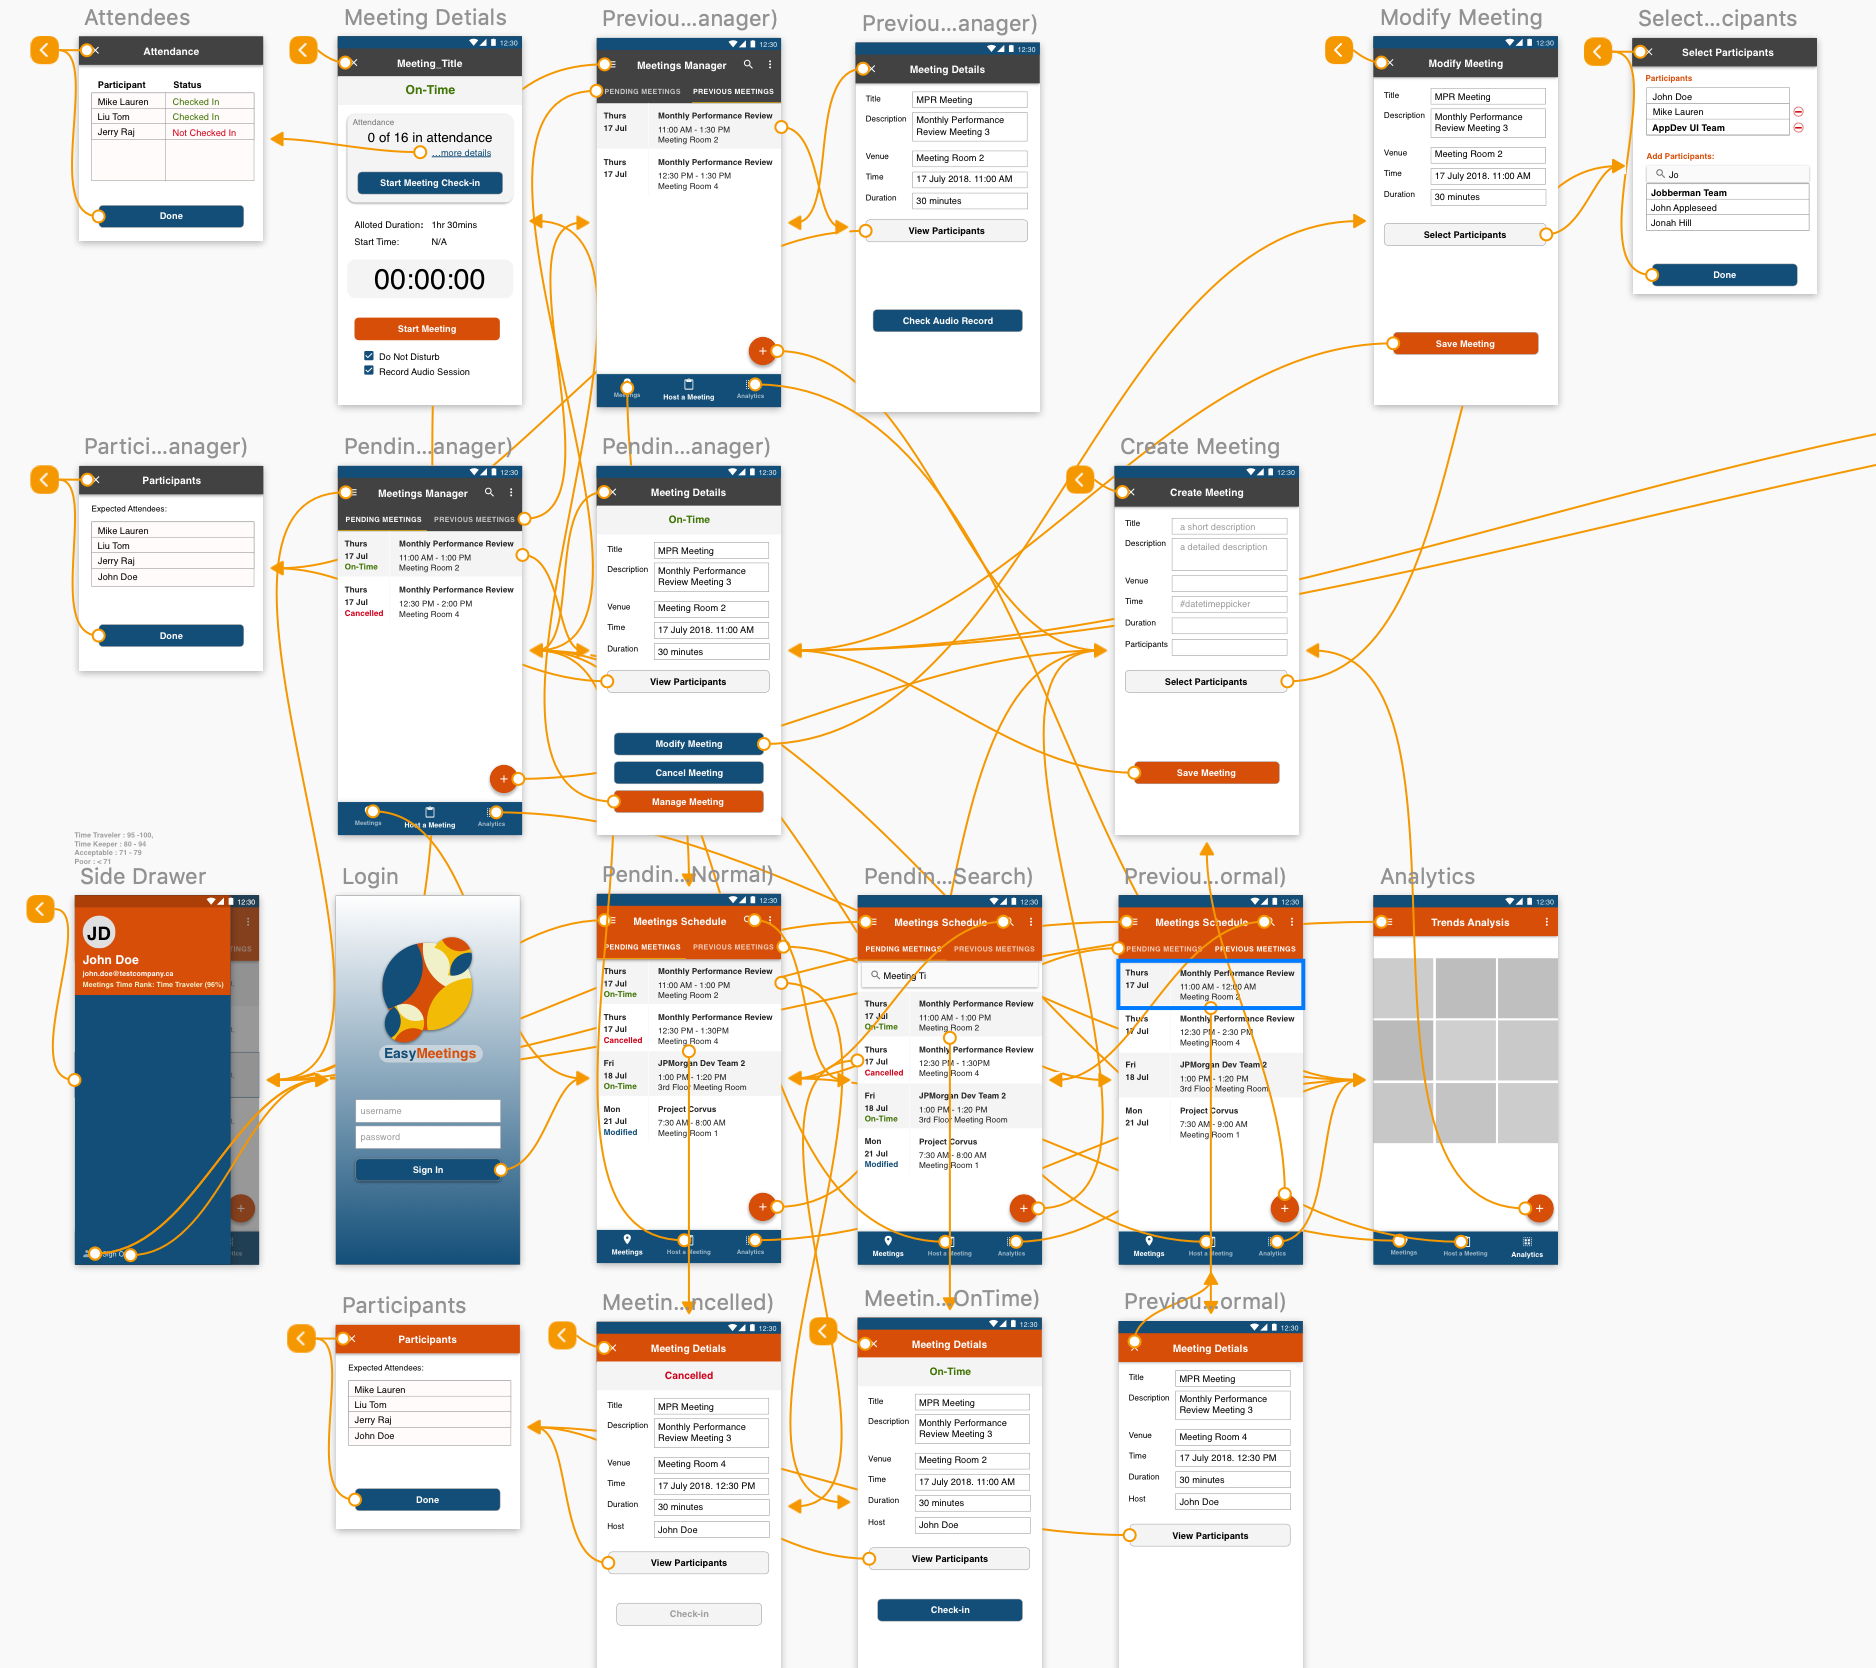 Attendees
Attendance
Participant Status
Mike Lauren Checked In
Liu Tom Checked In
Jerry Raj Not Checked In
Done
Meeting Detials
12:30
Meeting_Title
On-Time
Attendance
0 of 16 in attendance
...more details
Start Meeting Check-in
Alloted Duration: 1hr 30mins
Start Time: N/A
00:00:00
Start Meeting
Do Not Disturb
Record Audio Session
Previou...anager)
12:30
Meetings Manager
PENDING MEETINGS PREVIOUS MEETINGS
Thurs Monthly Performance Review
17 Jul 11:00 AM - 1:30 PM
Meeting Room 2
Thurs Monthly Performance Review
17 Jul 12:30 PM - 1:30 PM
Meeting Room 4
+
Meetings Host a Meeting Analytics
Previou...anager)
12:30
Meeting Details
Title MPR Meeting
Description Monthly Performance
Review Meeting 3
Venue Meeting Room 2
Time 17 July 2018. 11:00 AM
Duration 30 minutes
View Participants
Check Audio Record
Modify Meeting
12:30
Modify Meeting
Title MPR Meeting
Description Monthly Performance
Review Meeting 3
Venue Meeting Room 2
Time 17 July 2018. 11:00 AM
Duration 30 minutes
Select Participants
Save Meeting
Select...cipants
Select Participants
Participants
John Doe
Mike Lauren
AppDev UI Team
Add Participants:
Jo
Jobberman Team
John Appleseed
Jonah Hill
Done
Partici...anager)
Participants
Expected Attendees:
Mike Lauren
Liu Tom
Jerry Raj
John Doe
Done
Pendin...anager)
12:30
Meetings Manager
PENDING MEETINGS PREVIOUS MEETINGS
Thurs Monthly Performance Review
17 Jul 11:00 AM - 1:00 PM
On-Time Meeting Room 2
Thurs Monthly Performance Review
17 Jul 12:30 PM - 2:00 PM
Cancelled Meeting Room 4
+
Meetings Host a Meeting Analytics
Pendin...anager)
12:30
Meeting Details
On-Time
Title MPR Meeting
Description Monthly Performance
Review Meeting 3
Venue Meeting Room 2
Time 17 July 2018. 11:00 AM
Duration 30 minutes
View Participants
Modify Meeting
Cancel Meeting
Manage Meeting
Create Meeting
12:30
Create Meeting
Title a short description
Description a detailed description
Venue
Time #datetimeppicker
Duration
Participants
Select Participants
Save Meeting
Time Traveler : 95 -100,
Time Keeper : 80 - 94
Acceptable : 71 - 79
Poor : < 71
Side Drawer
12:30
JD
John Doe
john.doe@testcompany.ca
Meetings Time Rank: Time Traveler (96%)
Login
EasyMeetings
username
password
Sign In
Pendin...Normal)
12:30
Meetings Schedule
PENDING MEETINGS PREVIOUS MEETINGS
Thurs Monthly Performance Review
17 Jul 11:00 AM - 1:00 PM
On-Time Meeting Room 2
Thurs Monthly Performance Review
17 Jul 12:30 PM - 1:30PM
Cancelled Meeting Room 4
Fri JPMorgan Dev Team 2
18 Jul 1:00 PM - 1:20 PM
On-Time 3rd Floor Meeting Room
Mon Project Corvus
21 Jul 7:30 AM - 8:00 AM
Modified Meeting Room 1
+
Meetings Host a Meeting Analytics
Pendin...Search)
12:30
Meetings Schedule
PENDING MEETINGS PREVIOUS MEETINGS
Meeting Ti
Thurs Monthly Performance Review
17 Jul 11:00 AM - 1:00 PM
On-Time Meeting Room 2
Thurs Monthly Performance Review
17 Jul 12:30 PM - 1:30PM
Cancelled Meeting Room 4
Fri JPMorgan Dev Team 2
18 Jul 1:00 PM - 1:20 PM
On-Time 3rd Floor Meeting Room
Mon Project Corvus
21 Jul 7:30 AM - 8:00 AM
Modified Meeting Room 1
+
Meetings Host a Meeting Analytics
Previou...ormal)
12:30
Meetings Schedule
PENDING MEETINGS PREVIOUS MEETINGS
Thurs Monthly Performance Review
17 Jul 11:00 AM - 12:00 AM
Meeting Room 2
Thurs Monthly Performance Review
17 Jul 12:30 PM - 2:30 PM
Meeting Room 4
Fri JPMorgan Dev Team 2
18 Jul 1:00 PM - 1:20 PM
3rd Floor Meeting Room
Mon Project Corvus
21 Jul 7:30 AM - 9:00 AM
Meeting Room 1
+
Meetings Host a Meeting Analytics
Analytics
12:30
Trends Analysis
+
Meetings Host a Meeting Analytics
Participants
Participants
Expected Attendees:
Mike Lauren
Liu Tom
Jerry Raj
John Doe
Done
Meetin...ncelled)
12:30
Meeting Detials
Cancelled
Title MPR Meeting
Description Monthly Performance
Review Meeting 3
Venue Meeting Room 4
Time 17 July 2018. 12:30 PM
Duration 30 minutes
Host John Doe
View Participants
Check-in
Meetin...OnTime)
12:30
Meeting Detials
On-Time
Title MPR Meeting
Description Monthly Performance
Review Meeting 3
Venue Meeting Room 2
Time 17 July 2018. 11:00 AM
Duration 30 minutes
Host John Doe
View Participants
Check-in
Previou...ormal)
12:30
Meeting Detials
Title MPR Meeting
Description Monthly Performance
Review Meeting 3
Venue Meeting Room 4
Time 17 July 2018. 12:30 PM
Duration 30 minutes
Host John Doe
View Participants